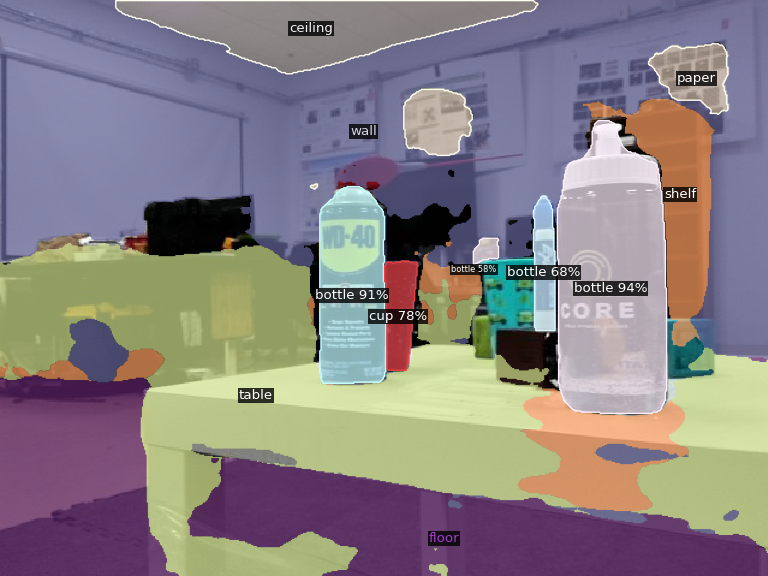 ceiling
paper
wall
shelf
WD-40
bottle 58%
bottle 68%
bottle 94%
bottle 91%
CORE
cup 78%
table
floor